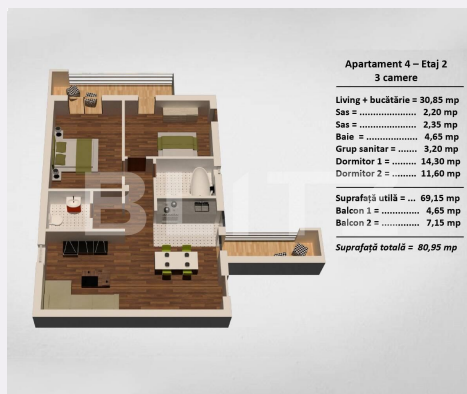 Apartament 4 – Etaj 2
3 camere
Living + bucătărie = 30,85 mp
Sas = ..................... 2,20 mp
Sas = ..................... 2,35 mp
Baie = .................... 4,65 mp
Grup sanitar = ....... 3,20 mp
Dormitor 1 = ......... 14,30 mp
Dormitor 2 = ......... 11,60 mp
Suprafață utilă = ... 69,15 mp
Balcon 1 = .............. 4,65 mp
Balcon 2 = .............. 7,15 mp
Suprafață totală = 80,95 mp